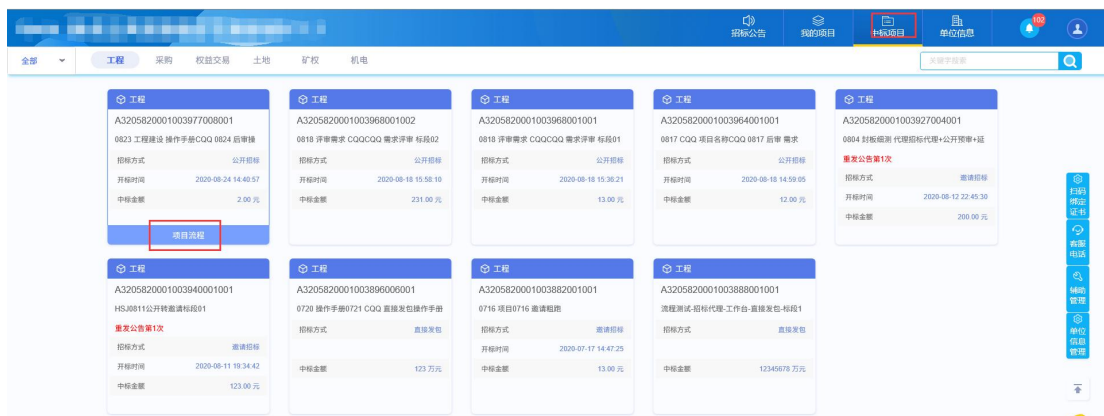 招标公告
我的项目
中标项目
单位信息
102
全部
工程 采购 权益交易 土地 矿权 机电
关键字搜索
工程
A3205820001003977008001
0823 工程建设 操作手册CQQ 0824 后审操
招标方式 公开招标
开标时间 2020-08-24 14:40:57
中标金额 2.00 元
项目流程
工程
A3205820001003968001002
0818 评审需求 CQQCQQ 需求评审 标段02
招标方式 公开招标
开标时间 2020-08-18 15:58:10
中标金额 231.00 元
工程
A3205820001003968001001
0818 评审需求 CQQCQQ 需求评审 标段01
招标方式 公开招标
开标时间 2020-08-18 15:36:21
中标金额 13.00 元
工程
A3205820001003964001001
0817 CQQ 项目名称CQQ 0817 后审 需求
招标方式 公开招标
开标时间 2020-08-18 14:59:05
中标金额 12.00 元
工程
A3205820001003927004001
0804 封板细测 代理招标代理+公开预审+延
重发公告第1次
招标方式 邀请招标
开标时间 2020-08-12 22:45:30
中标金额 200.00 元
工程
A3205820001003940001001
HSJ0811公开转邀请标段01
重发公告第1次
招标方式 邀请招标
开标时间 2020-08-11 19:34:42
中标金额 123.00 元
工程
A3205820001003896006001
0720 操作手册0721 CQQ 直接发包操作手册
招标方式 直接发包
中标金额 123 万元
工程
A3205820001003882001001
0716 项目0716 邀请粗跑
招标方式 邀请招标
开标时间 2020-07-17 14:47:25
中标金额 13.00 元
工程
A3205820001003888001001
流程测试-招标代理-工作台-直接发包-标段1
招标方式 直接发包
中标金额 12345678 万元
扫码
绑定
证书
客服
电话
辅助
管理
单位
信息
管理